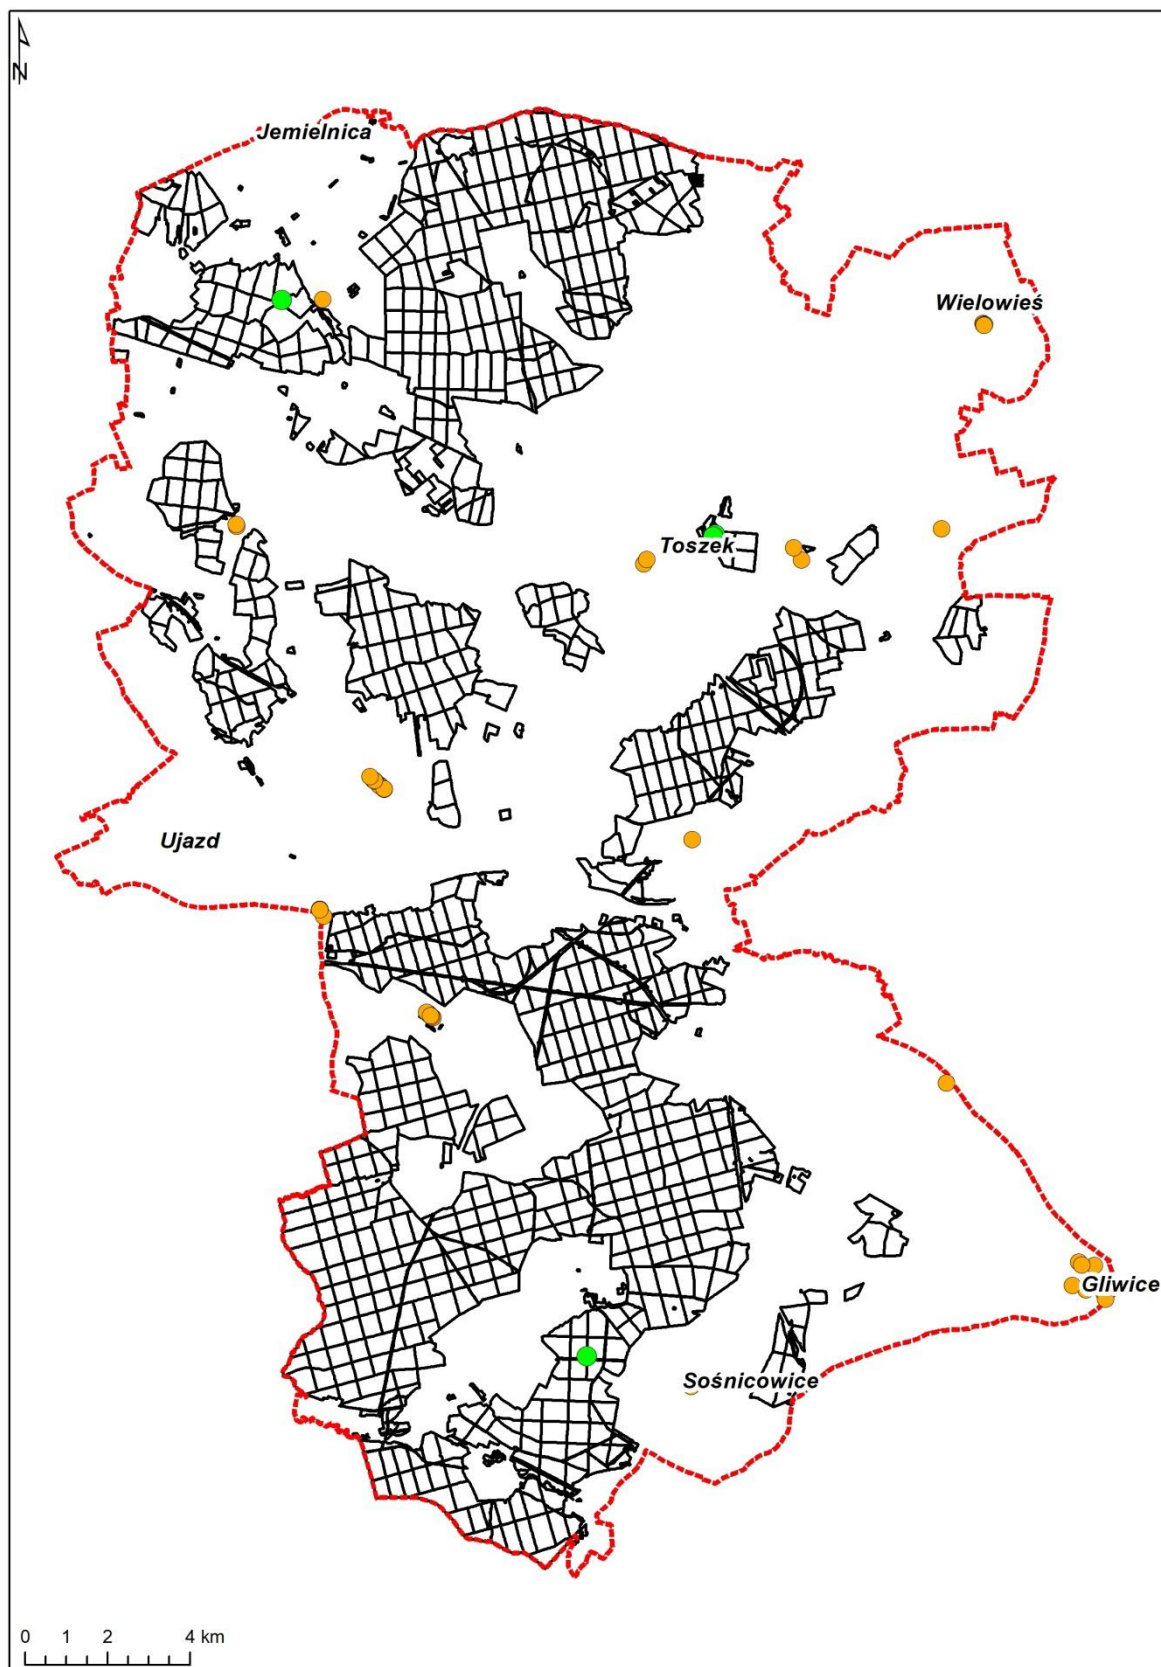 N
Jemielnica
Wielowieś
Toszek
Ujazd
Gliwice
Sośnicowice
0 1 2 4 km